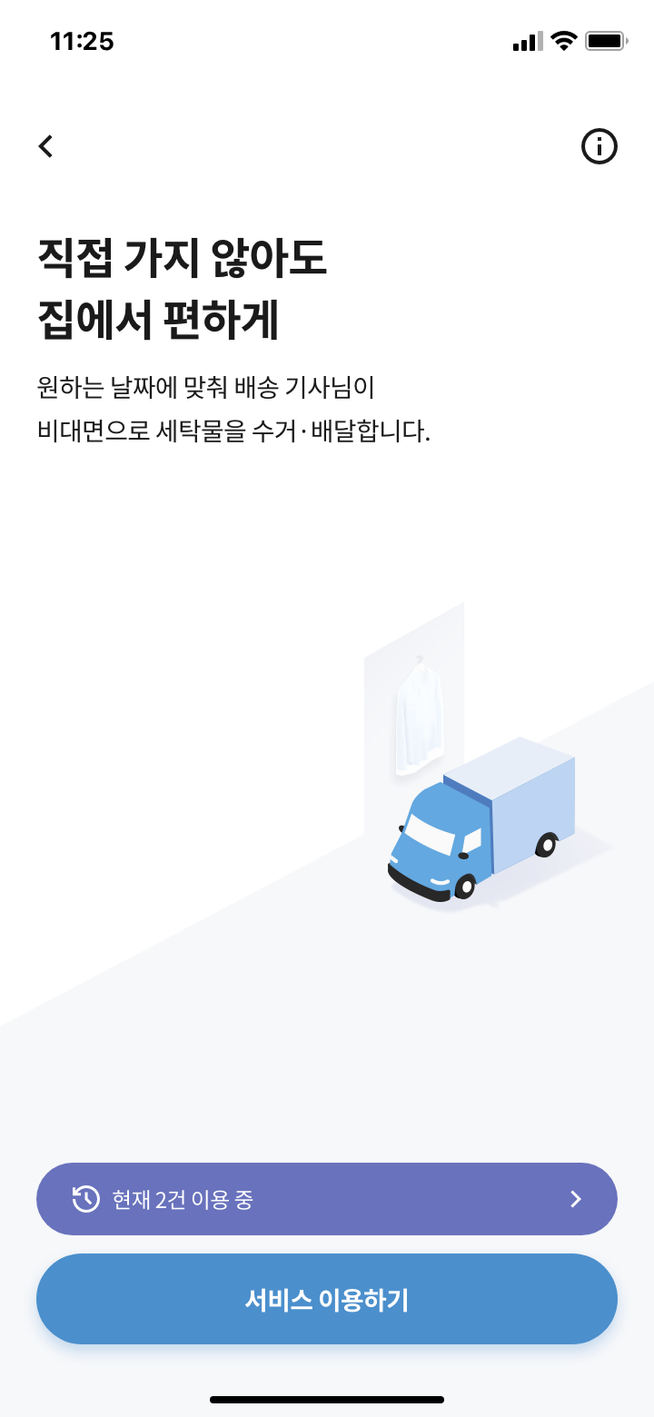 11:25
직접 가지 않아도
집에서 편하게
원하는 날짜에 맞춰 배송 기사님이
비대면으로 세탁물을 수거·배달합니다.
현재 2건 이용 중
서비스 이용하기